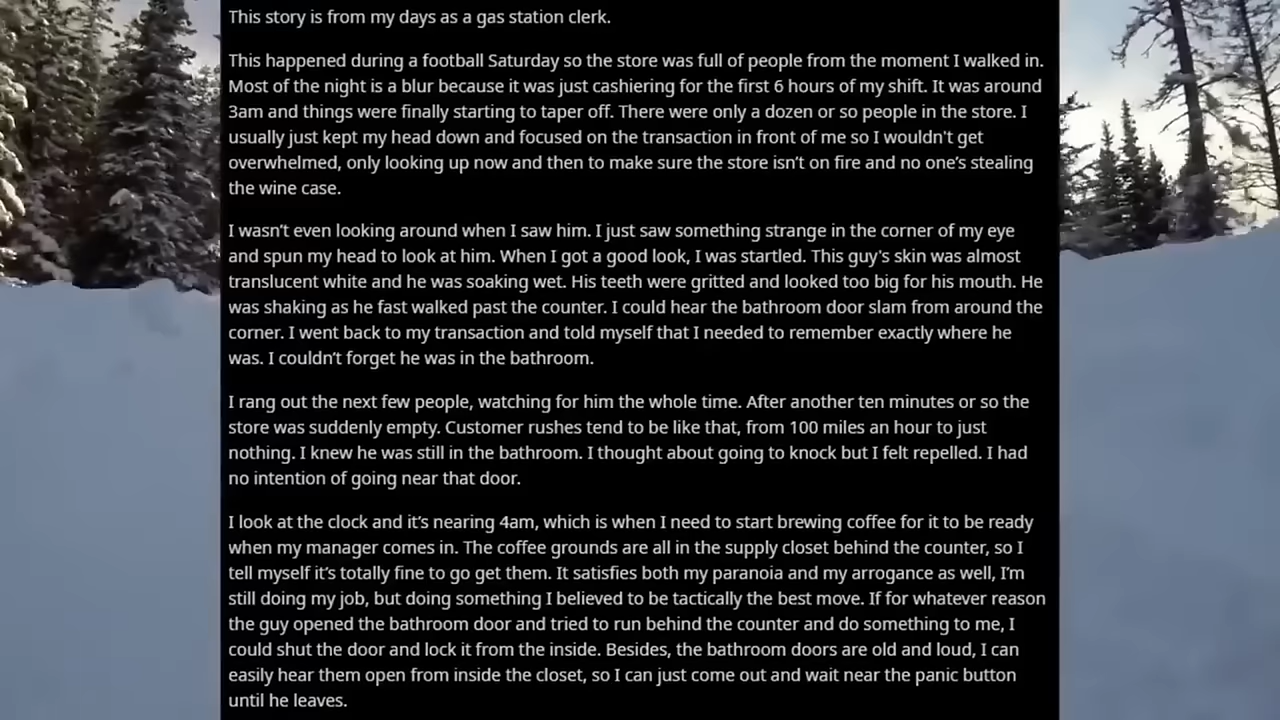 This story is from my days as a gas station clerk.
This happened during a football Saturday so the store was full of people from the moment I walked in.
Most of the night is a blur because it was just cashiering for the first 6 hours of my shift. It was around
3am and things were finally starting to taper off. There were only a dozen or so people in the store. I
usually just kept my head down and focused on the transaction in front of me so I wouldn't get
overwhelmed, only looking up now and then to make sure the store isn’t on fire and no one’s stealing
the wine case.
I wasn’t even looking around when I saw him. I just saw something strange in the corner of my eye
and spun my head to look at him. When I got a good look, I was startled. This guy's skin was almost
translucent white and he was soaking wet. His teeth were gritted and looked too big for his mouth. He
was shaking as he fast walked past the counter. I could hear the bathroom door slam from around the
corner. I went back to my transaction and told myself that I needed to remember exactly where he
was. I couldn’t forget he was in the bathroom.
I rang out the next few people, watching for him the whole time. After another ten minutes or so the
store was suddenly empty. Customer rushes tend to be like that, from 100 miles an hour to just
nothing. I knew he was still in the bathroom. I thought about going to knock but I felt repelled. I had
no intention of going near that door.
I look at the clock and it’s nearing 4am, which is when I need to start brewing coffee for it to be ready
when my manager comes in. The coffee grounds are all in the supply closet behind the counter, so I
tell myself it’s totally fine to go get them. It satisfies both my paranoia and my arrogance as well, I’m
still doing my job, but doing something I believed to be tactically the best move. If for whatever reason
the guy opened the bathroom door and tried to run behind the counter and do something to me, I
could shut the door and lock it from the inside. Besides, the bathroom doors are old and loud, I can
easily hear them open from inside the closet, so I can just come out and wait near the panic button
until he leaves.